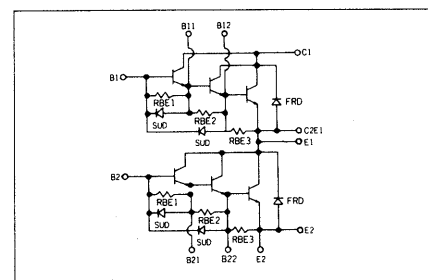 B11 B12
C1
B1
RBE1
FRD
RBE2
SUD
C2E1
SUD RBE3
E1
B2
RBE1
FRD
RBE2
SUD
RBE3 E2
SUD
B21 B22 E2